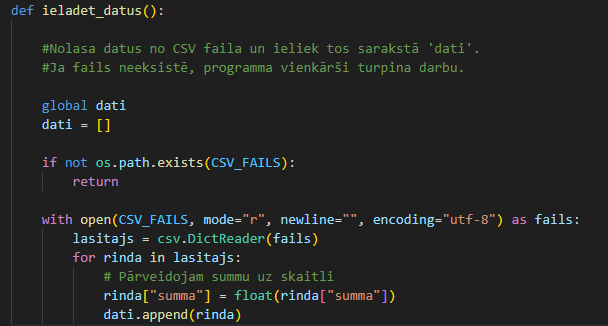 def ieladet_datus():
#Nolasa datus no CSV faila un ieliek tos sarakstā 'dati'.
#Ja fails neeksistē, programma vienkārši turpina darbu.
global dati
dati = []
if not os.path.exists(CSV_FAILS):
return
with open(CSV_FAILS, mode="r", newline="", encoding="utf-8") as fails:
lasitajs = csv.DictReader(fails)
for rinda in lasitajs:
# Pārveidojam summu uz skaitli
rinda["summa"] = float(rinda["summa"])
dati.append(rinda)